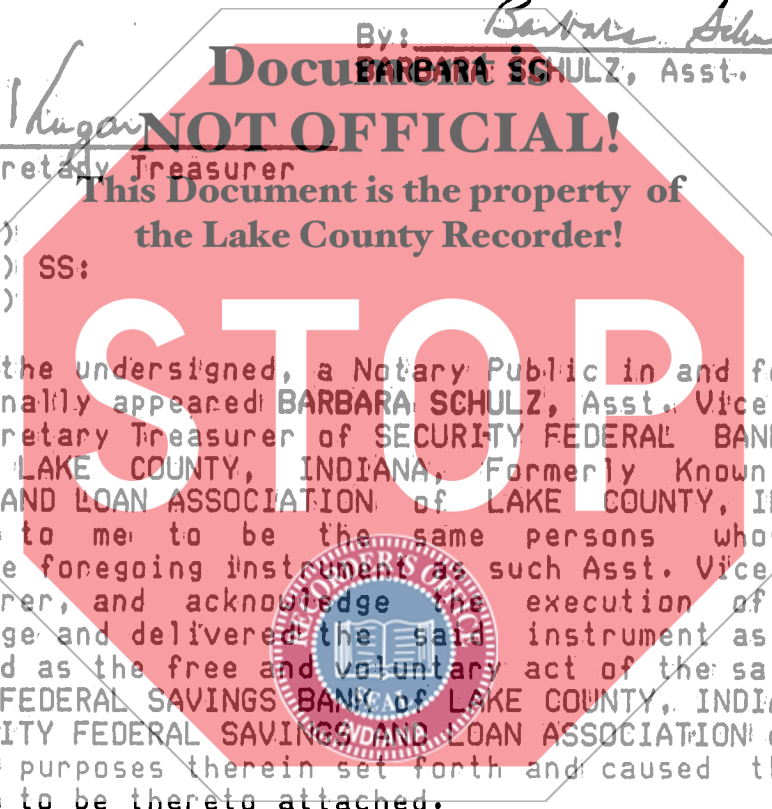 By: Barbara
Document is
BARBARA SCHULZ, Asst.
NOT OFFICIAL!
retary Treasurer
This Document is the property of
the Lake County Recorder!
)
) SS:
)
STOP
the undersigned, a Notary Public in and f
nally appeared BARBARA SCHULZ, Asst. Vice
retary Treasurer of SECURITY FEDERAL BAN
LAKE COUNTY, INDIANA, Formerly Known
AND LOAN ASSOCIATION of LAKE COUNTY, I
to me to be the same persons who
e foregoing instrument as such Asst. Vice
rer, and acknowledge the execution of
ge and delivered the said instrument as
d as the free and voluntary act of the sa
FEDERAL SAVINGS BANK of LAKE COUNTY, INDI
ITY FEDERAL SAVINGS AND LOAN ASSOCIATION
purposes therein set forth and caused t
to be thereto attached.
RECORDER'S OFFICE
SEAL
INDIANA